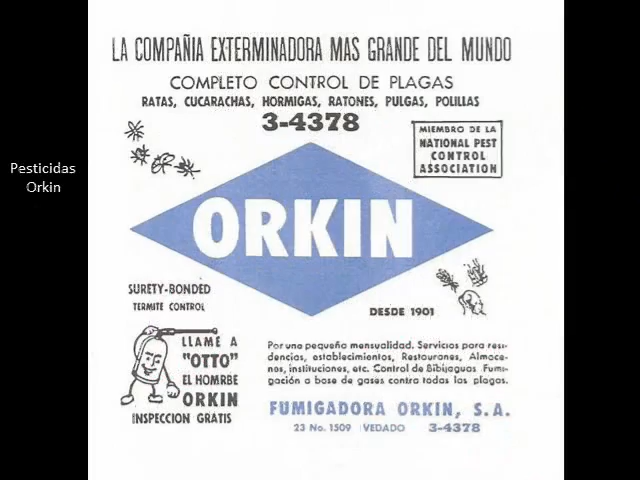 Pesticidas
Orkin
LA COMPAÑIA EXTERMINADORA MAS GRANDE DEL MUNDO
COMPLETO CONTROL DE PLAGAS
RATAS, CUCARACHAS, HORMIGAS, RATONES, PULGAS, POLILLAS
3-4378
MIEMBRO DE LA
NATIONAL PEST
CONTROL
ASSOCIATION
ORKIN
SURETY-BONDED
TERMITE CONTROL
DESDE 1901
LLAME A
"OTTO"
EL HOMRBE
ORKIN
INSPECCION GRATIS
Por una pequeña mensualidad. Servicios para resi-
dencias, establecimientos, Restauranes, Almace-
nes, instituciones, etc. Control de Bibijaguas Fumi-
gación a base de gases contra todas las plagas.
FUMIGADORA ORKIN, S.A.
23 No. 1509 VEDADO 3-4378